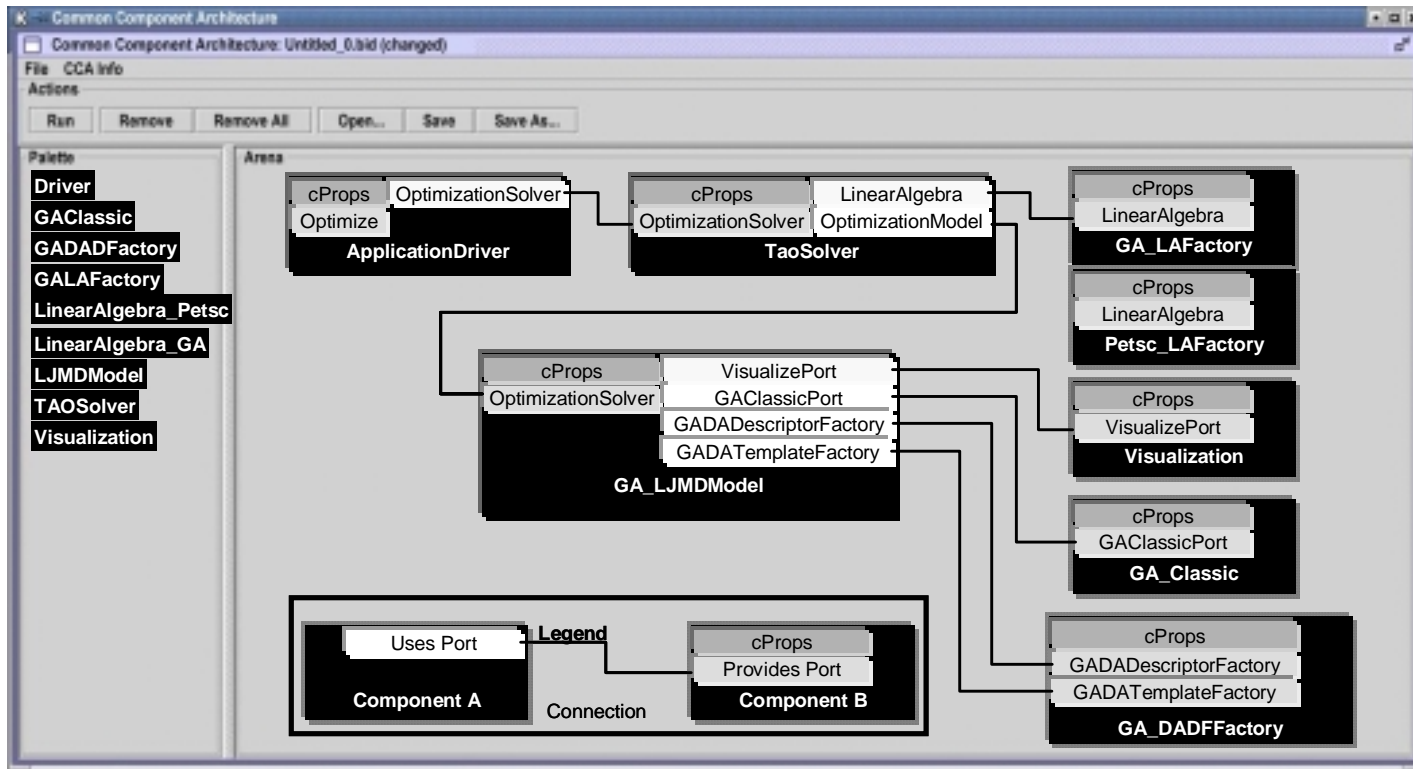 Common Component Architecture
Common Component Architecture: Untitled_0.bid (changed)
File CCA Info
Actions
Run Remove Remove All Open... Save Save As...
Palette
Driver
GAClassic
GADADFactory
GALAFactory
LinearAlgebra_Petsc
LinearAlgebra_GA
LJMDModel
TAOSolver
Visualization
Arena
cProps OptimizationSolver
Optimize
ApplicationDriver
cProps LinearAlgebra
OptimizationSolver OptimizationModel
TaoSolver
cProps
LinearAlgebra
GA_LAFactory
cProps
LinearAlgebra
Petsc_LAFactory
cProps VisualizePort
OptimizationSolver GAClassicPort
GADADescriptorFactory
GADATemplateFactory
GA_LJMDModel
cProps
VisualizePort
Visualization
cProps
GAClassicPort
GA_Classic
cProps
GADADescriptorFactory
GADATemplateFactory
GA_DADFFactory
Legend
Uses Port
Component A
Connection
cProps
Provides Port
Component B